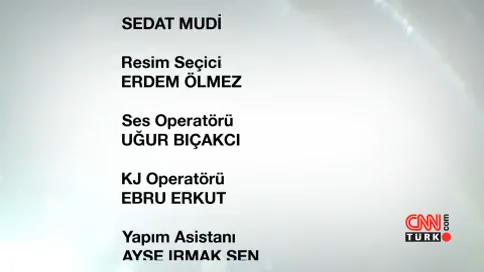 SEDAT MUDİ
Resim Seçici
ERDEM ÖLMEZ
Ses Operatörü
UĞUR BIÇAKCI
KJ Operatörü
EBRU ERKUT
Yapım Asistanı
AYŞE IRMAK ŞEN
CNN
TÜRK
.com